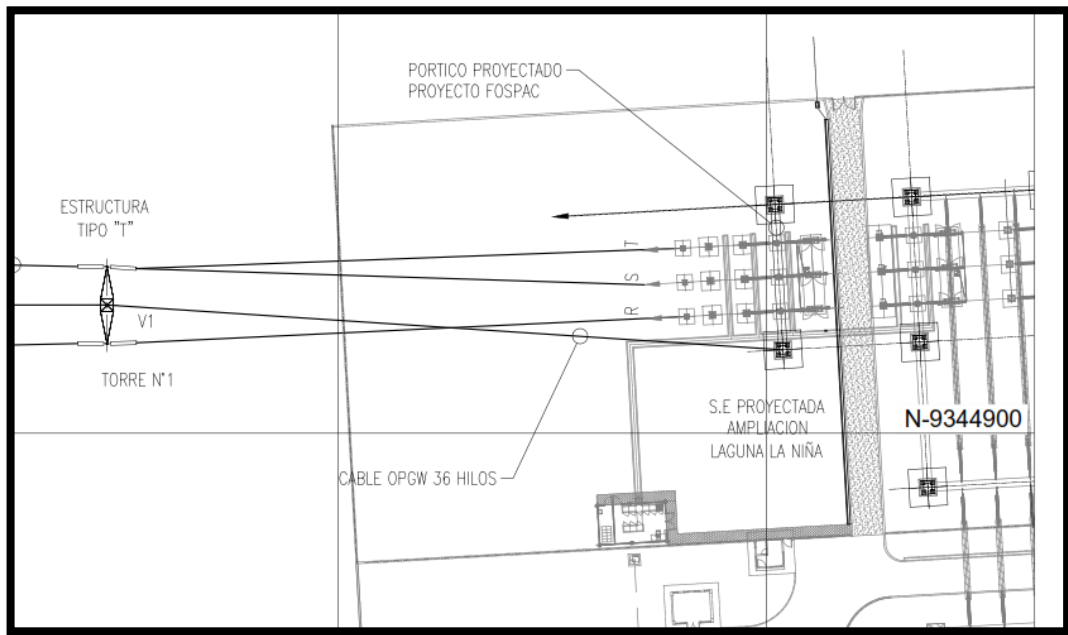 PORTICO PROYECTADO
PROYECTO FOSPAC
ESTRUCTURA
TIPO "T"
T
S
R
V1
TORRE N°1
S.E PROYECTADA
AMPLIACION
LAGUNA LA NIÑA
N-9344900
CABLE OPGW 36 HILOS